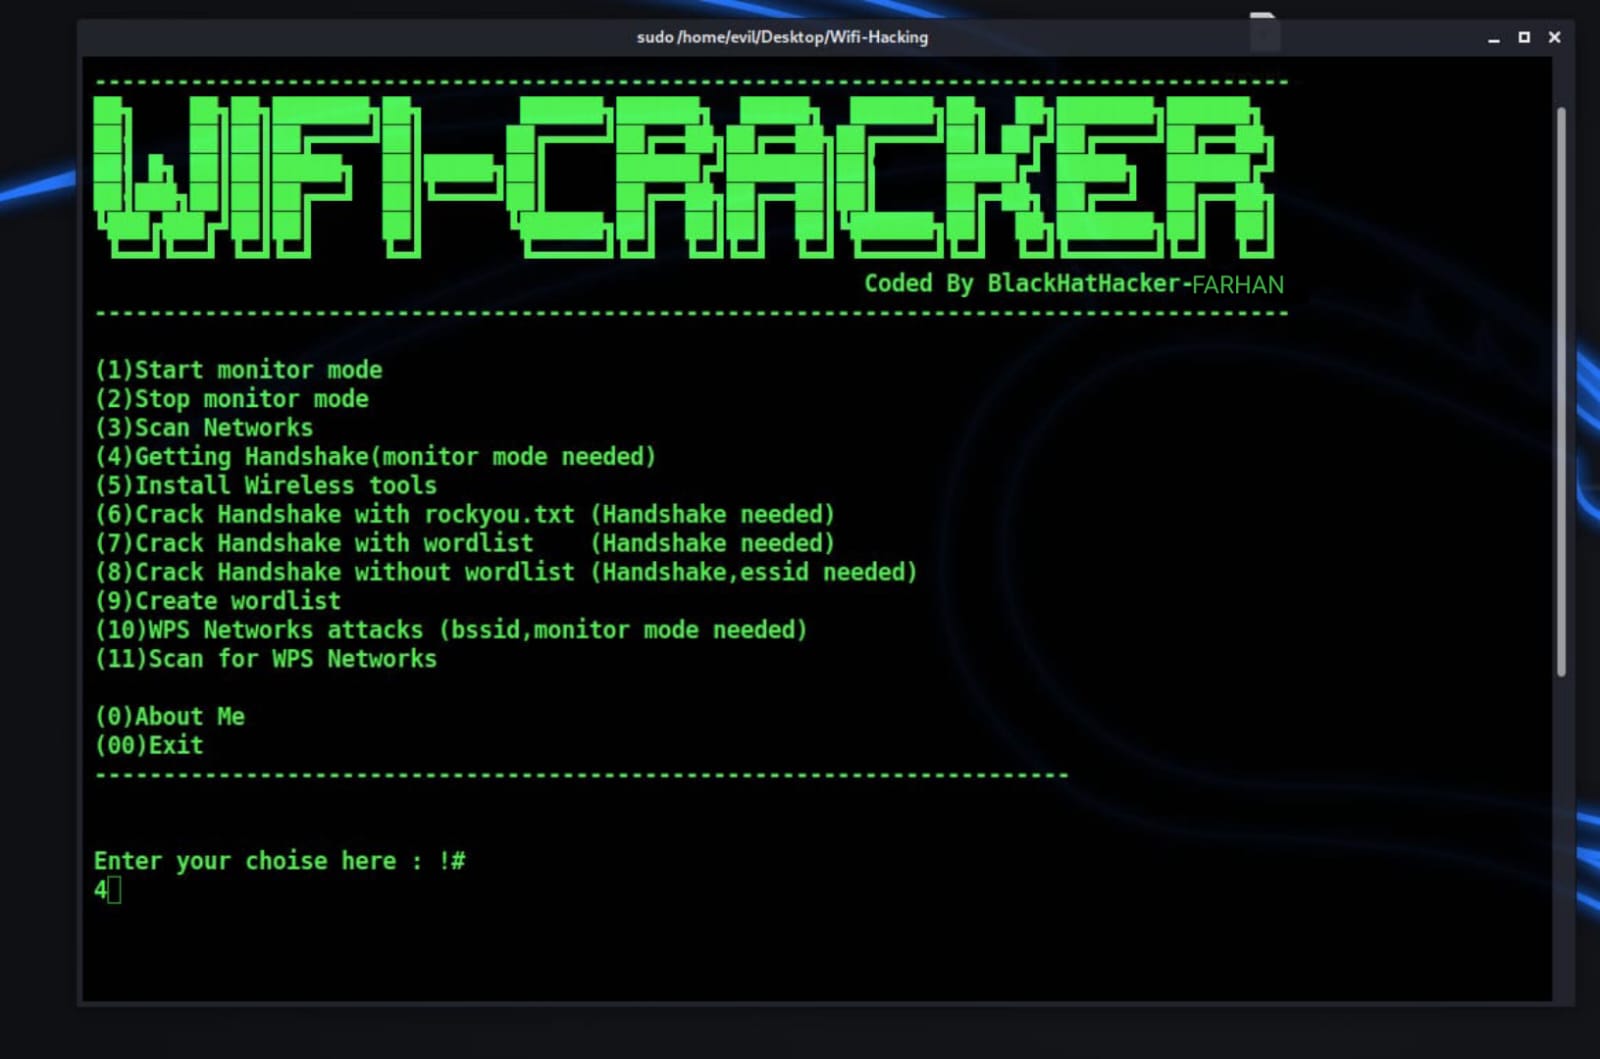 sudo /home/evil/Desktop/Wifi-Hacking
--------------------------------------------------------------------------------------
WIFI-CRACKER
Coded By BlackHatHacker-FARHAN
--------------------------------------------------------------------------------------
(1)Start monitor mode
(2)Stop monitor mode
(3)Scan Networks
(4)Getting Handshake(monitor mode needed)
(5)Install Wireless tools
(6)Crack Handshake with rockyou.txt (Handshake needed)
(7)Crack Handshake with wordlist    (Handshake needed)
(8)Crack Handshake without wordlist (Handshake,essid needed)
(9)Create wordlist
(10)WPS Networks attacks (bssid,monitor mode needed)
(11)Scan for WPS Networks
(0)About Me
(00)Exit
-----------------------------------------------------------------------
Enter your choise here : !#
4